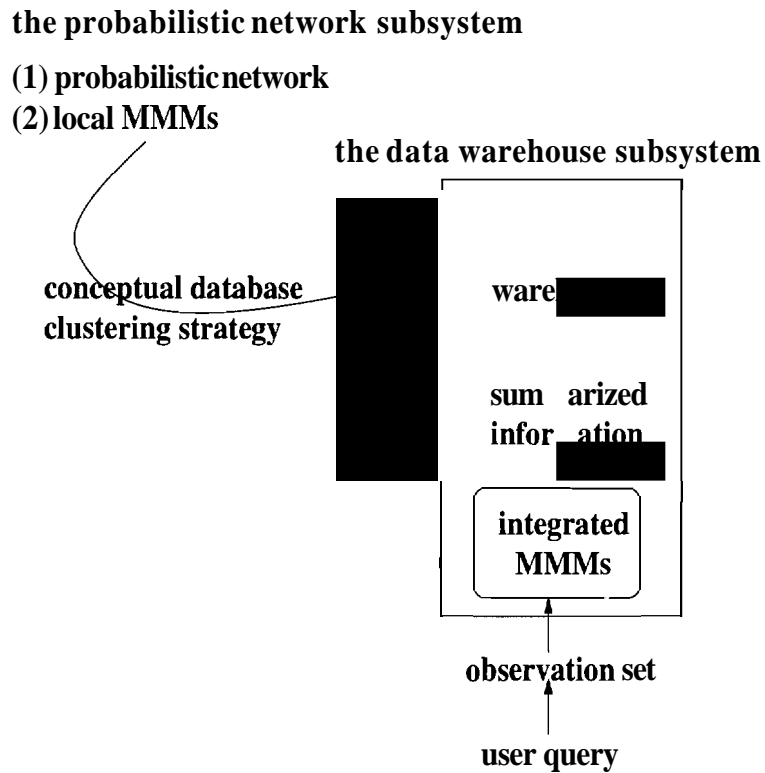 the probabilistic network subsystem
(1) probabilistic network
(2) local MMMs
the data warehouse subsystem
conceptual database
clustering strategy
ware
sum arized
infor ation
integrated
MMMs
observation set
user query